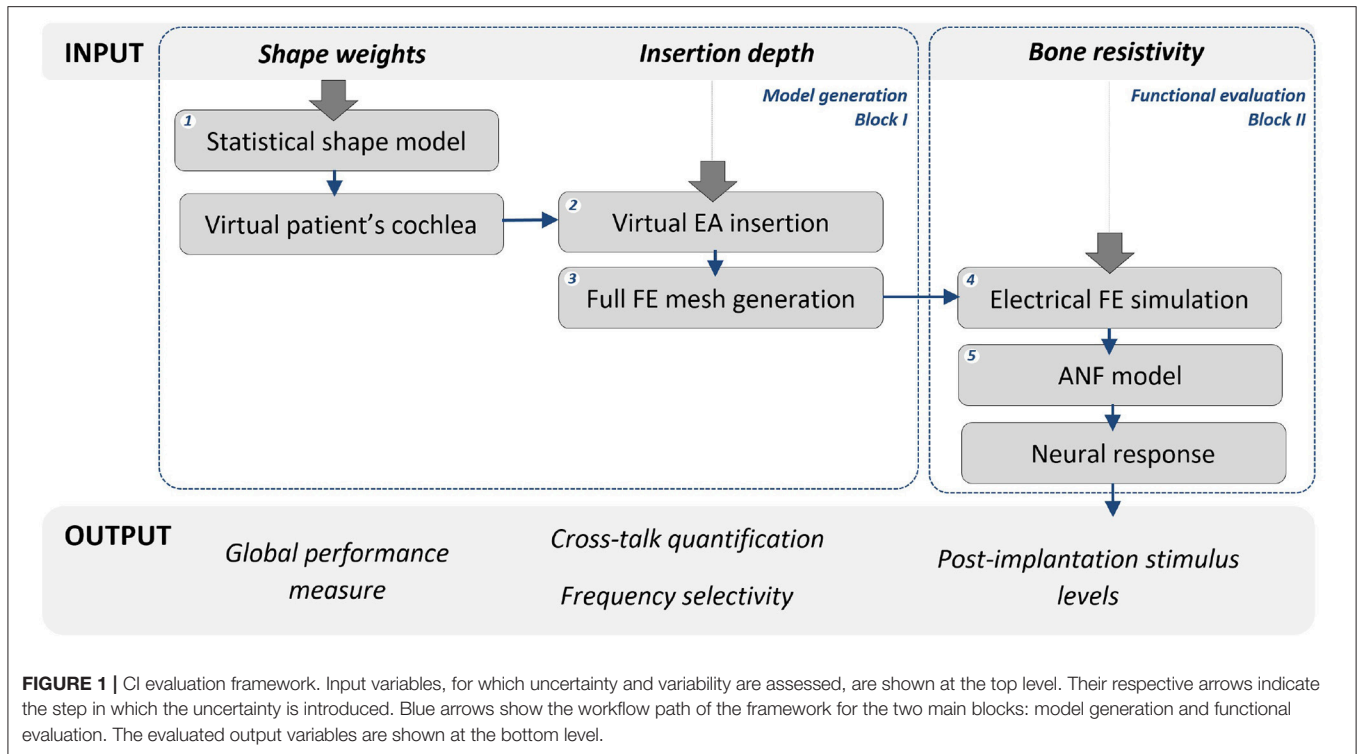 INPUT
Shape weights
Insertion depth
Bone resistivity
Model generation
Block I
Functional evaluation
Block II
1
Statistical shape model
Virtual patient's cochlea
2
Virtual EA insertion
3
Full FE mesh generation
4
Electrical FE simulation
5
ANF model
Neural response
OUTPUT
Global performance
measure
Cross-talk quantification
Frequency selectivity
Post-implantation stimulus
levels
FIGURE 1 | CI evaluation framework. Input variables, for which uncertainty and variability are assessed, are shown at the top level. Their respective arrows indicate
the step in which the uncertainty is introduced. Blue arrows show the workflow path of the framework for the two main blocks: model generation and functional
evaluation. The evaluated output variables are shown at the bottom level.